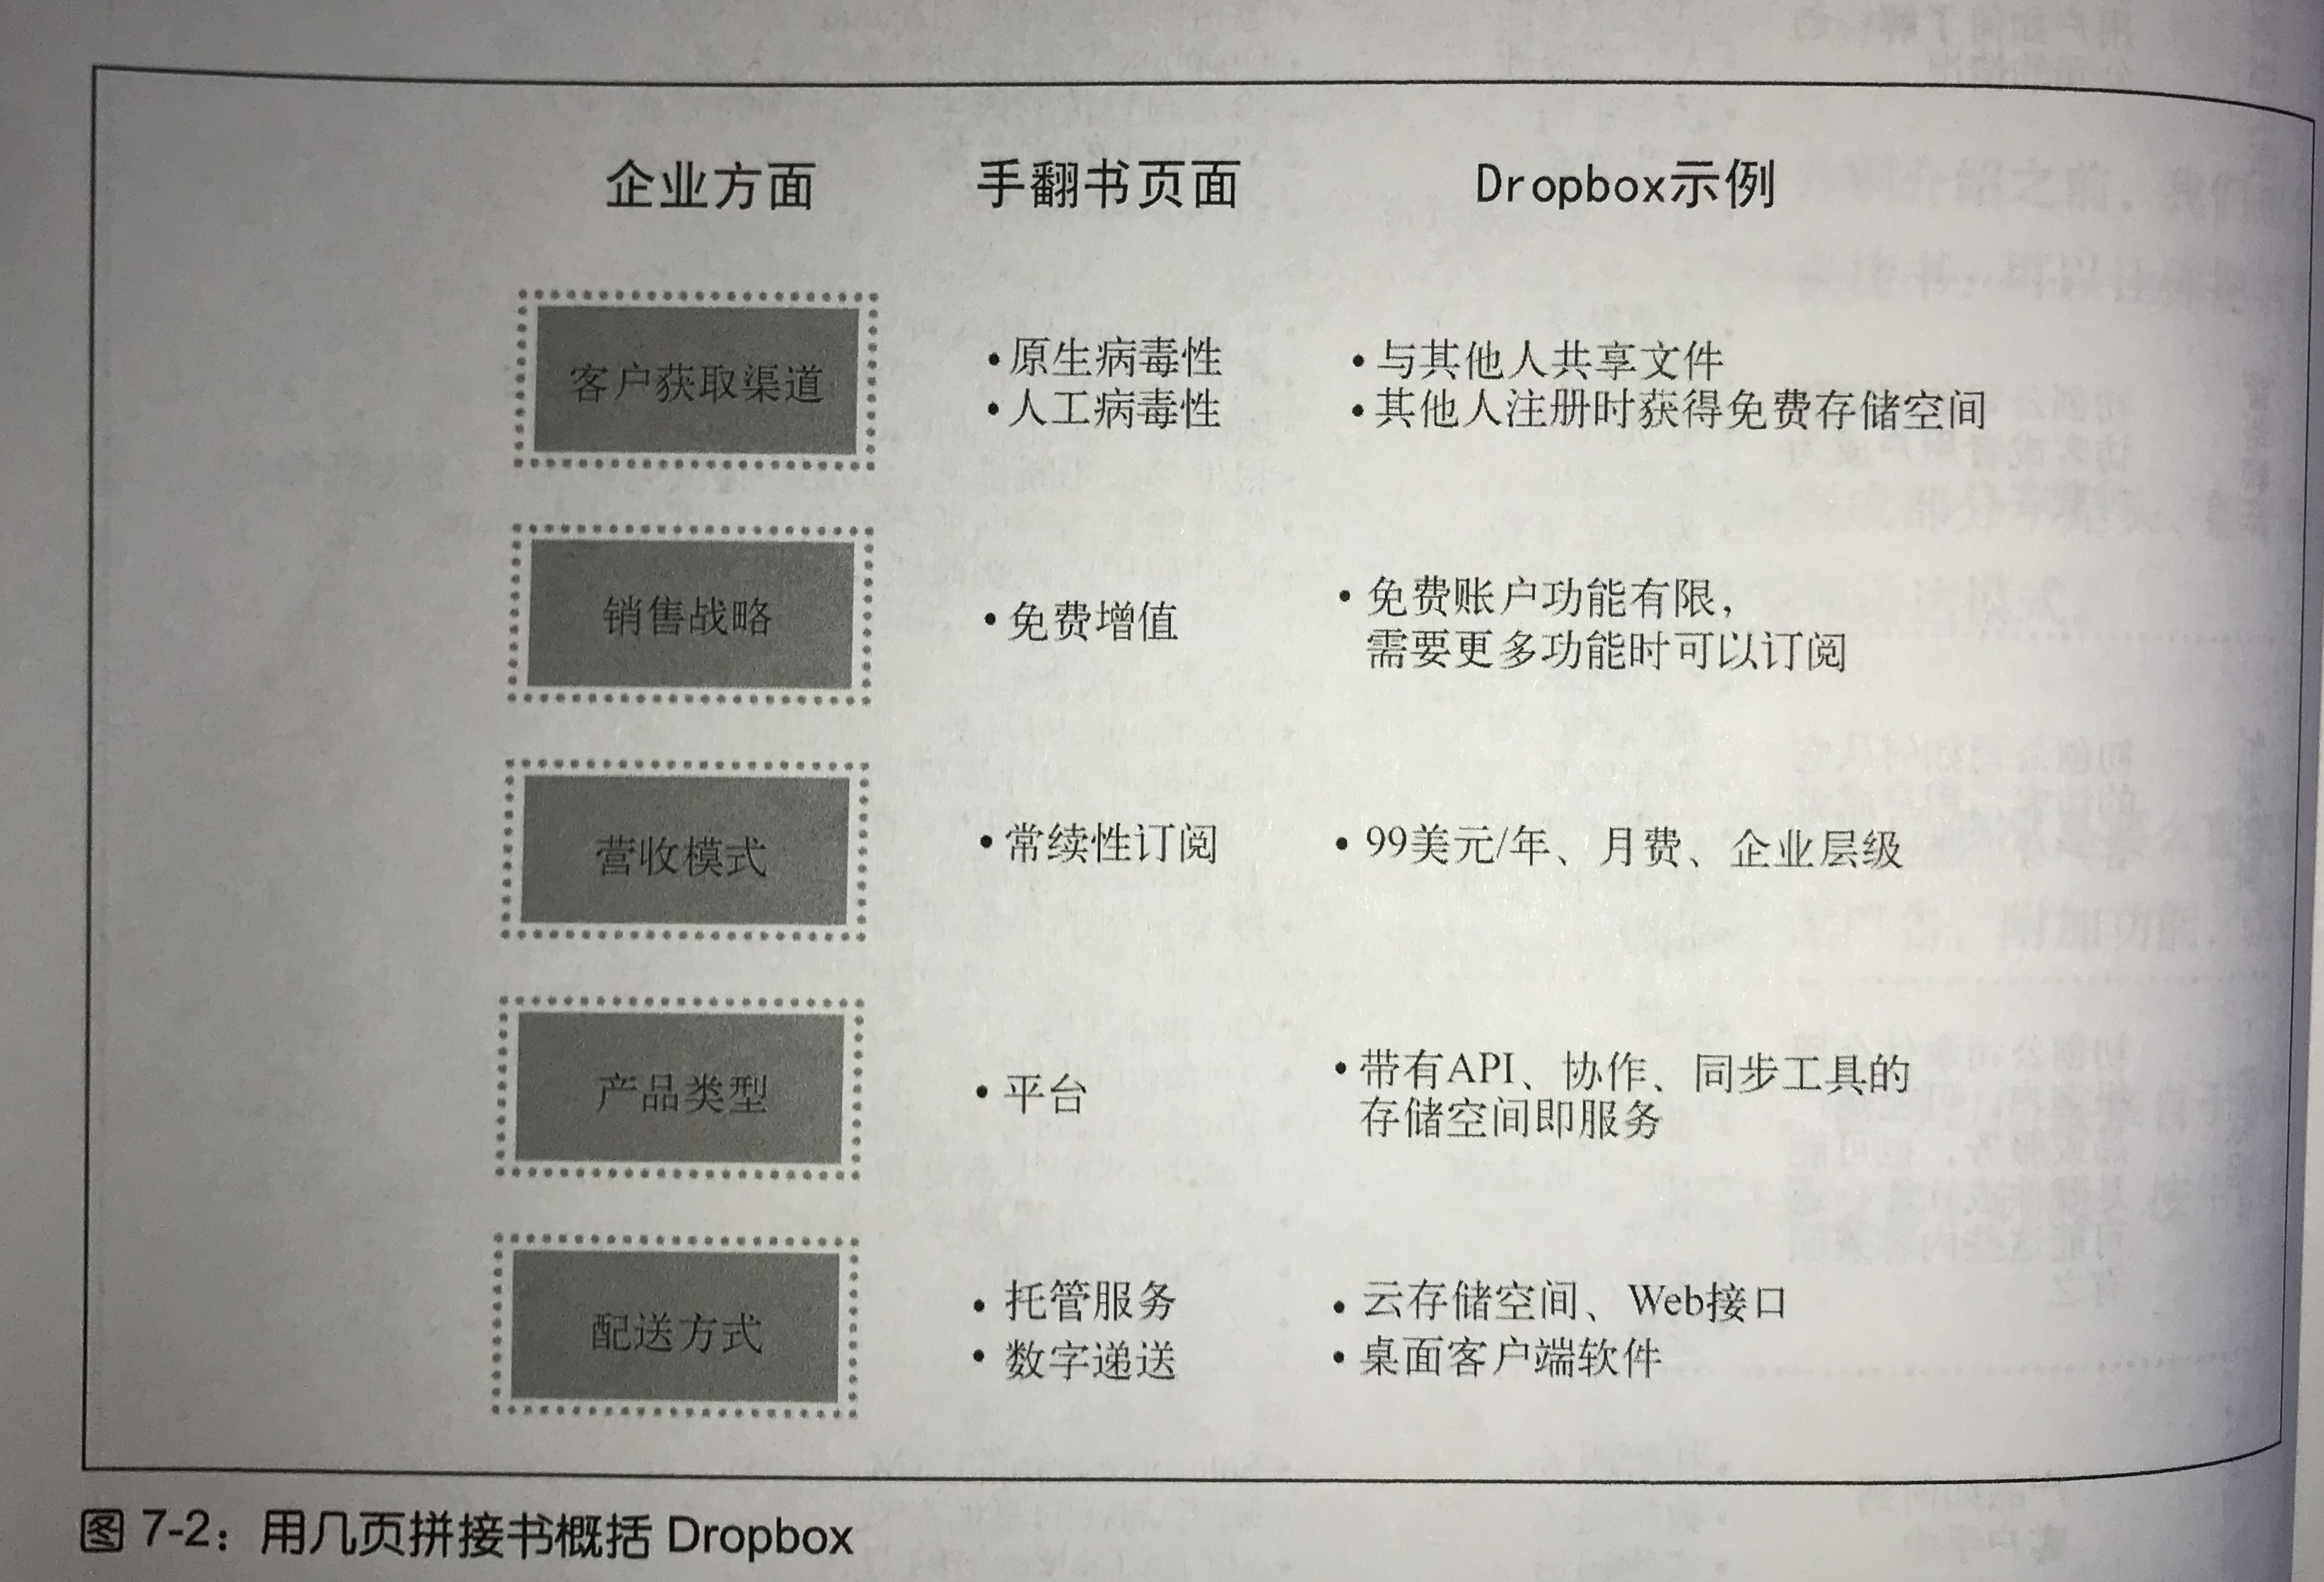 企业方面 手翻书页面 Dropbox示例
客户获取渠道
•原生病毒性
•人工病毒性
•与其他人共享文件
•其他人注册时获得免费存储空间
销售战略
•免费增值
•免费账户功能有限，
需要更多功能时可以订阅
营收模式
•常续性订阅
•99美元/年、月费、企业层级
产品类型
•平台
•带有API、协作、同步工具的
存储空间即服务
配送方式
•托管服务
•数字递送
•云存储空间、Web接口
•桌面客户端软件
图 7-2：用几页拼接书概括 Dropbox